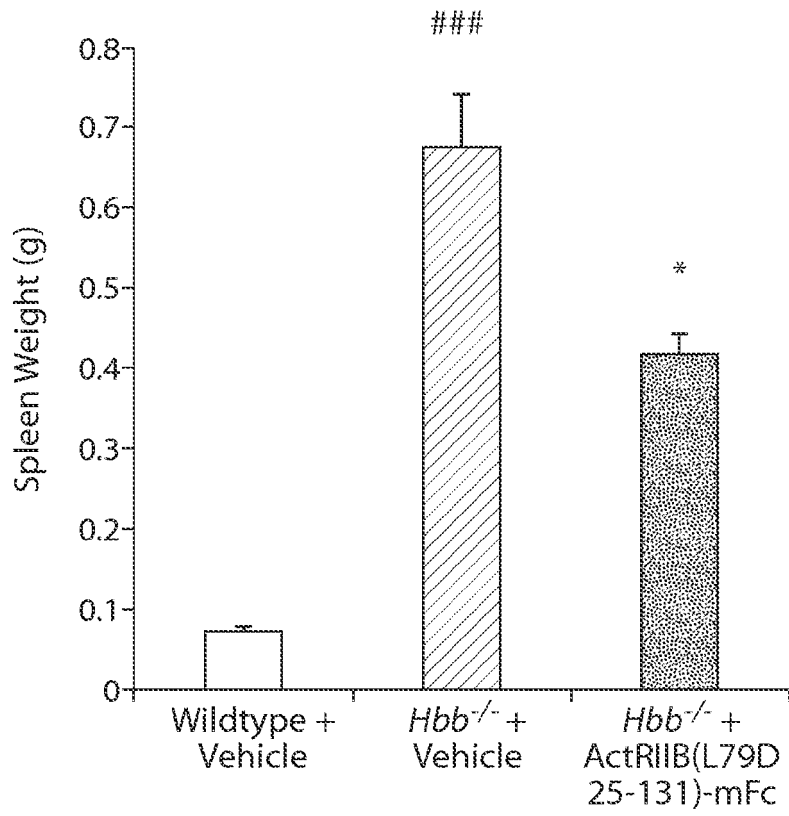 ###
0.8
0.7
0.6
0.5
0.4
0.3
0.2
0.1
0
*
Spleen Weight (g)
Wildtype +
Vehicle
Hbb-/- +
Vehicle
Hbb-/- +
ActRIIB(L79D
25-131)-mFc